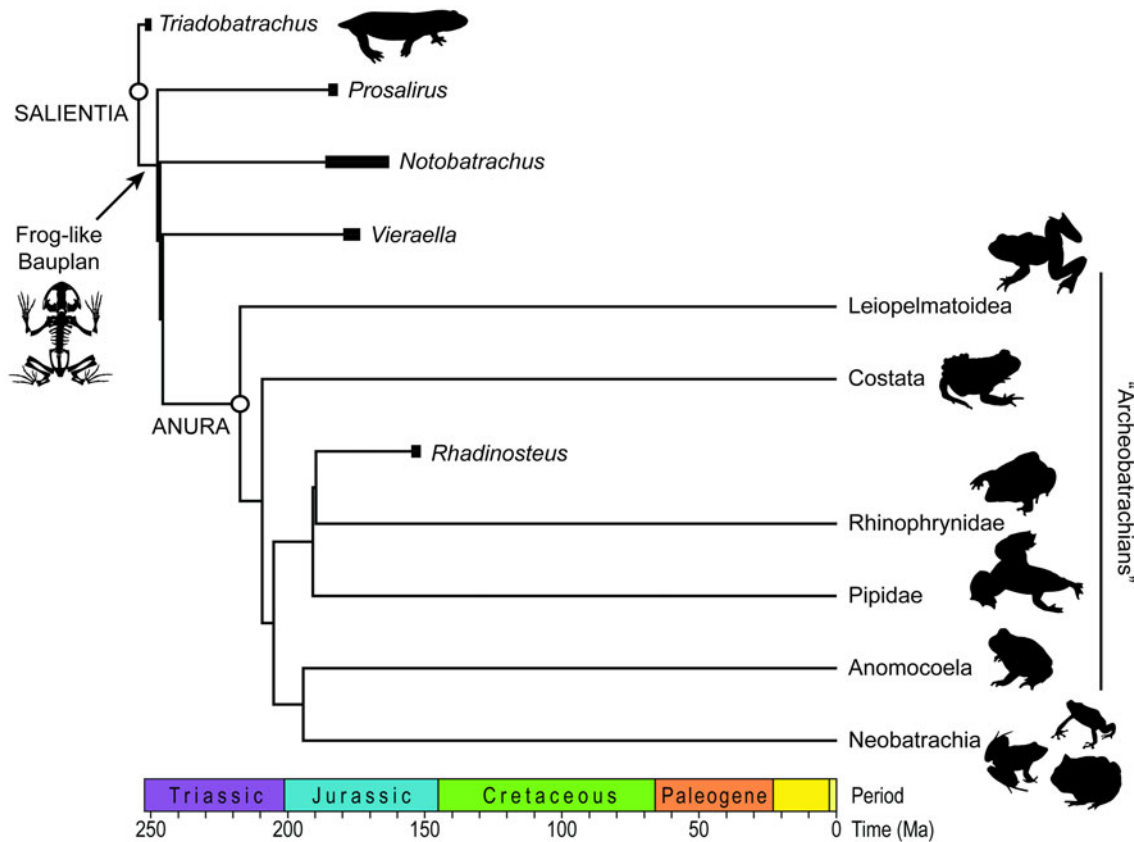 Triadobatrachus
Prosalirus
SALIENTIA
Notobatrachus
Frog-like
Bauplan
Vieraella
Leiopelmatoidea
Costata
ANURA
Rhadinosteus
Rhinophrynidae
Pipidae
Anomocoela
Neobatrachia
“Archeobatrachians”
Triassic Jurassic Cretaceous Paleogene Period
250 200 150 100 50 0 Time (Ma)